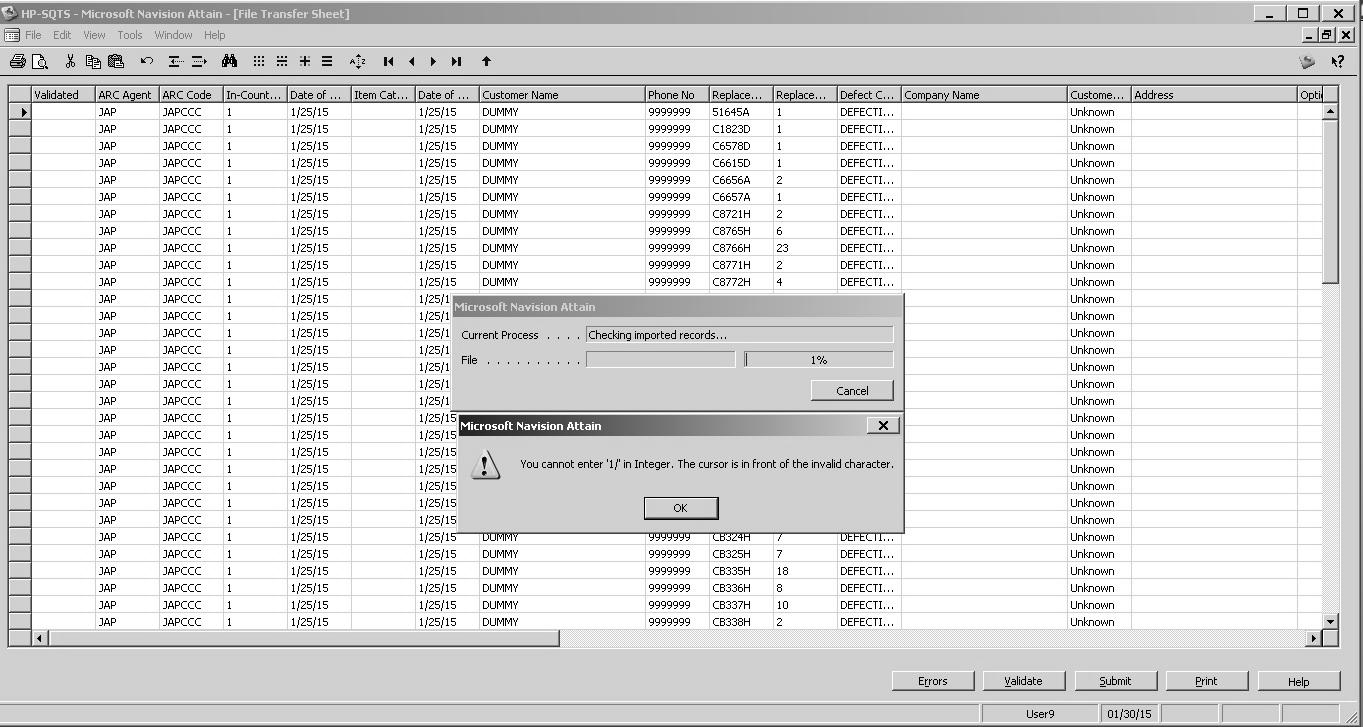 HP-SQTS - Microsoft Navision Attain - [File Transfer Sheet]
File Edit View Tools Window Help
Validated ARC Agent ARC Code In-Count... Date of ... Item Cat... Date of ... Customer Name Phone No Replace... Replace... Defect C... Company Name Custome... Address Optio
JAP JAPCCC 1 1/25/15 1/25/15 DUMMY 9999999 51645A 1 DEFECTI... Unknown
JAP JAPCCC 1 1/25/15 1/25/15 DUMMY 9999999 C1823D 1 DEFECTI... Unknown
JAP JAPCCC 1 1/25/15 1/25/15 DUMMY 9999999 C6578D 1 DEFECTI... Unknown
JAP JAPCCC 1 1/25/15 1/25/15 DUMMY 9999999 C6615D 1 DEFECTI... Unknown
JAP JAPCCC 1 1/25/15 1/25/15 DUMMY 9999999 C6656A 2 DEFECTI... Unknown
JAP JAPCCC 1 1/25/15 1/25/15 DUMMY 9999999 C6657A 1 DEFECTI... Unknown
JAP JAPCCC 1 1/25/15 1/25/15 DUMMY 9999999 C8721H 2 DEFECTI... Unknown
JAP JAPCCC 1 1/25/15 1/25/15 DUMMY 9999999 C8765H 6 DEFECTI... Unknown
JAP JAPCCC 1 1/25/15 1/25/15 DUMMY 9999999 C8766H 23 DEFECTI... Unknown
JAP JAPCCC 1 1/25/15 1/25/15 DUMMY 9999999 C8771H 2 DEFECTI... Unknown
JAP JAPCCC 1 1/25/15 1/25/15 DUMMY 9999999 C8772H 4 DEFECTI... Unknown
JAP JAPCCC 1 1/25/15 1/25/1 Unknown
JAP JAPCCC 1 1/25/15 1/25/1 Unknown
JAP JAPCCC 1 1/25/15 1/25/1 Unknown
JAP JAPCCC 1 1/25/15 1/25/1 Unknown
JAP JAPCCC 1 1/25/15 1/25/1 Unknown
JAP JAPCCC 1 1/25/15 1/25/1 Unknown
JAP JAPCCC 1 1/25/15 1/25/1 Unknown
JAP JAPCCC 1 1/25/15 1/25/15 Unknown
JAP JAPCCC 1 1/25/15 1/25/15 Unknown
JAP JAPCCC 1 1/25/15 1/25/15 Unknown
JAP JAPCCC 1 1/25/15 1/25/15 Unknown
JAP JAPCCC 1 1/25/15 1/25/15 Unknown
JAP JAPCCC 1 1/25/15 1/25/15 Unknown
JAP JAPCCC 1 1/25/15 1/25/15 Unknown
JAP JAPCCC 1 1/25/15 1/25/15 DUMMY 9999999 CB324H 7 DEFECTI... Unknown
JAP JAPCCC 1 1/25/15 1/25/15 DUMMY 9999999 CB325H 7 DEFECTI... Unknown
JAP JAPCCC 1 1/25/15 1/25/15 DUMMY 9999999 CB335H 18 DEFECTI... Unknown
JAP JAPCCC 1 1/25/15 1/25/15 DUMMY 9999999 CB336H 8 DEFECTI... Unknown
JAP JAPCCC 1 1/25/15 1/25/15 DUMMY 9999999 CB337H 10 DEFECTI... Unknown
JAP JAPCCC 1 1/25/15 1/25/15 DUMMY 9999999 CB338H 2 DEFECTI... Unknown
Microsoft Navision Attain
Current Process . . . . Checking imported records...
File . . . . . . . . . . 1%
Cancel
Microsoft Navision Attain
You cannot enter '1/' in Integer. The cursor is in front of the invalid character.
OK
Errors Validate Submit Print Help
User9 01/30/15